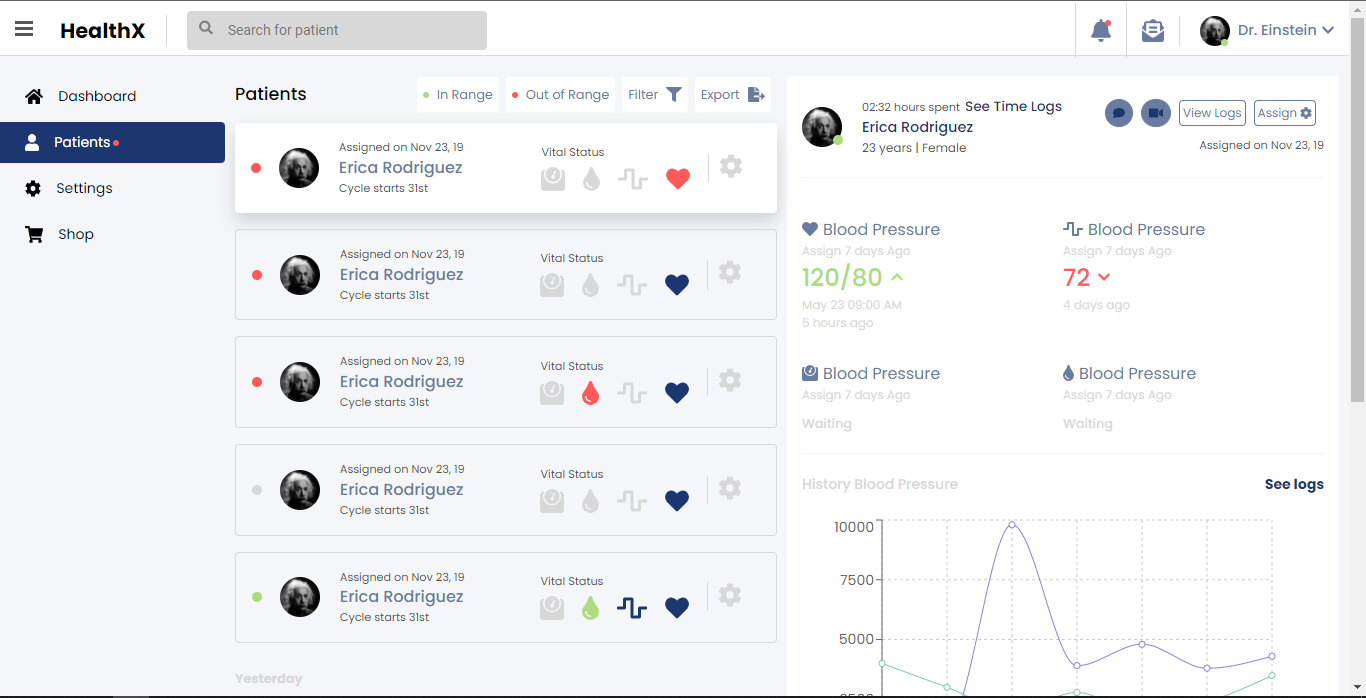 HealthX
Search for patient
Dr. Einstein
Dashboard
Patients
Settings
Shop
Patients
In Range
Out of Range
Filter
Export
Assigned on Nov 23, 19
Erica Rodriguez
Cycle starts 31st
Vital Status
Assigned on Nov 23, 19
Erica Rodriguez
Cycle starts 31st
Vital Status
Assigned on Nov 23, 19
Erica Rodriguez
Cycle starts 31st
Vital Status
Assigned on Nov 23, 19
Erica Rodriguez
Cycle starts 31st
Vital Status
Assigned on Nov 23, 19
Erica Rodriguez
Cycle starts 31st
Vital Status
Yesterday
02:32 hours spent See Time Logs
Erica Rodriguez
23 years | Female
View Logs
Assign
Assigned on Nov 23, 19
Blood Pressure
Assign 7 days Ago
120/80
May 23 09:00 AM
5 hours ago
Blood Pressure
Assign 7 days Ago
72
4 days ago
Blood Pressure
Assign 7 days Ago
Waiting
Blood Pressure
Assign 7 days Ago
Waiting
History Blood Pressure
See logs
10000
7500
5000